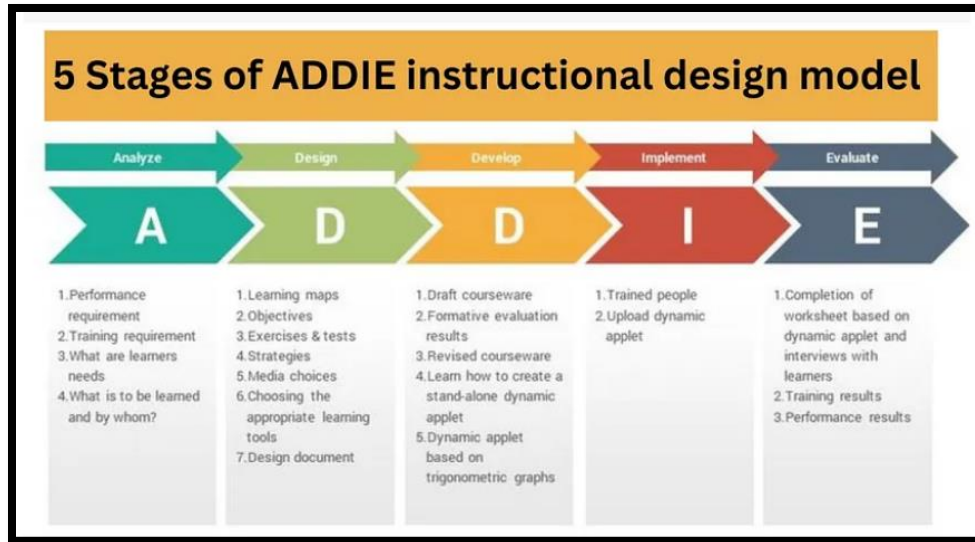 5 Stages of ADDIE instructional design model
Analyze
Design
Develop
Implement
Evaluate
A
D
D
I
E
1.Performance
requirement
2.Training requirement
3.What are learners
needs
4.What is to be learned
and by whom?
1.Learning maps
2.Objectives
3.Exercises & tests
4.Strategies
5.Media choices
6.Choosing the
appropriate learning
tools
7.Design document
1.Draft courseware
2.Formative evaluation
results
3.Revised courseware
4.Learn how to create a
stand-alone dynamic
applet
5.Dynamic applet
based on
trigonometric graphs
1.Trained people
2.Upload dynamic
applet
1.Completion of
worksheet based on
dynamic applet and
interviews with
learners
2.Training results
3.Performance results